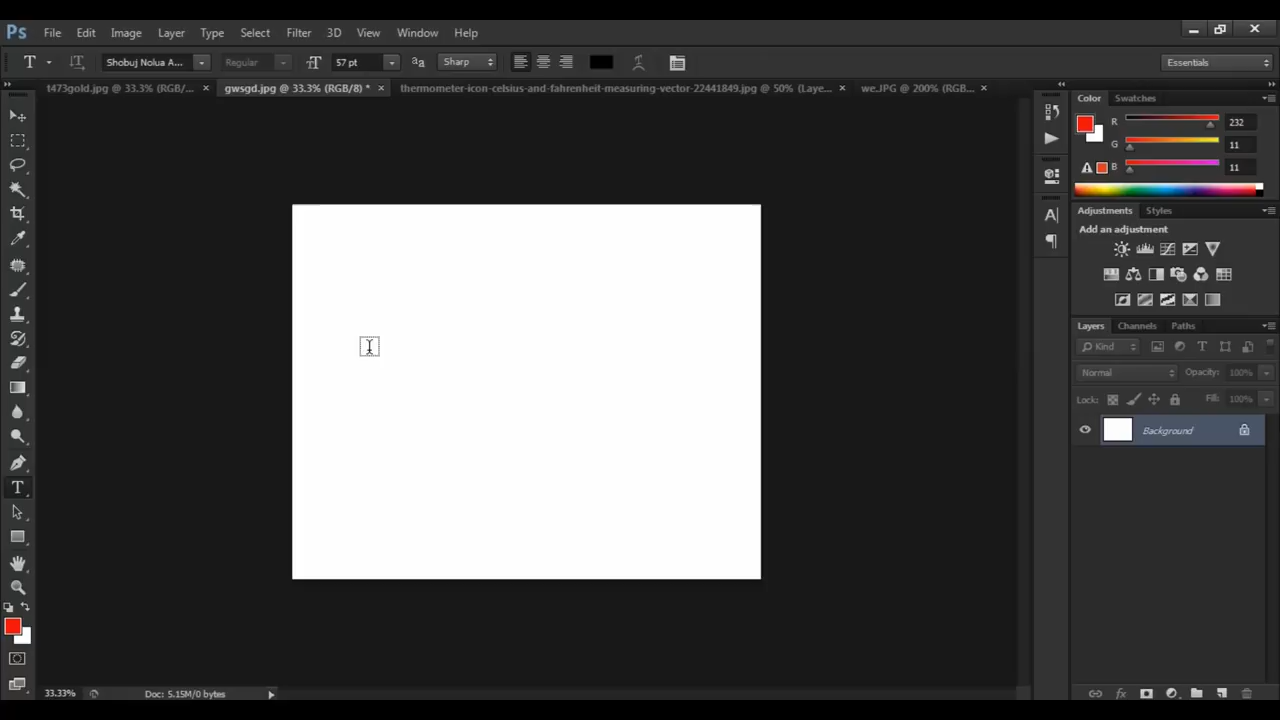 Ps File Edit Image Layer Type Select Filter 3D View Window Help
T Shobuj Nolua A... Regular 57 pt aa Sharp Essentials
t473gold.jpg @ 33.3% (RGB/... × gwsgd.jpg @ 33.3% (RGB/8) * × thermometer-icon-celsius-and-fahrenheit-measuring-vector-22441849.jpg @ 50% (Laye... × we.JPG @ 200% (RGB... ×
Color Swatches
R 232
G 11
B 11
Adjustments Styles
Add an adjustment
Layers Channels Paths
Kind
Normal Opacity: 100%
Lock: Fill: 100%
Background
33.33% Doc: 5.15M/0 bytes